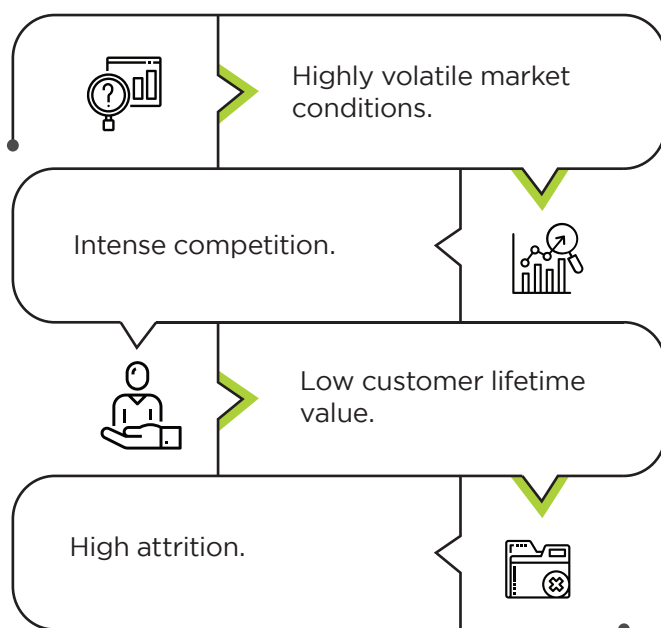 Highly volatile market
conditions.
Intense competition.
Low customer lifetime
value.
High attrition.